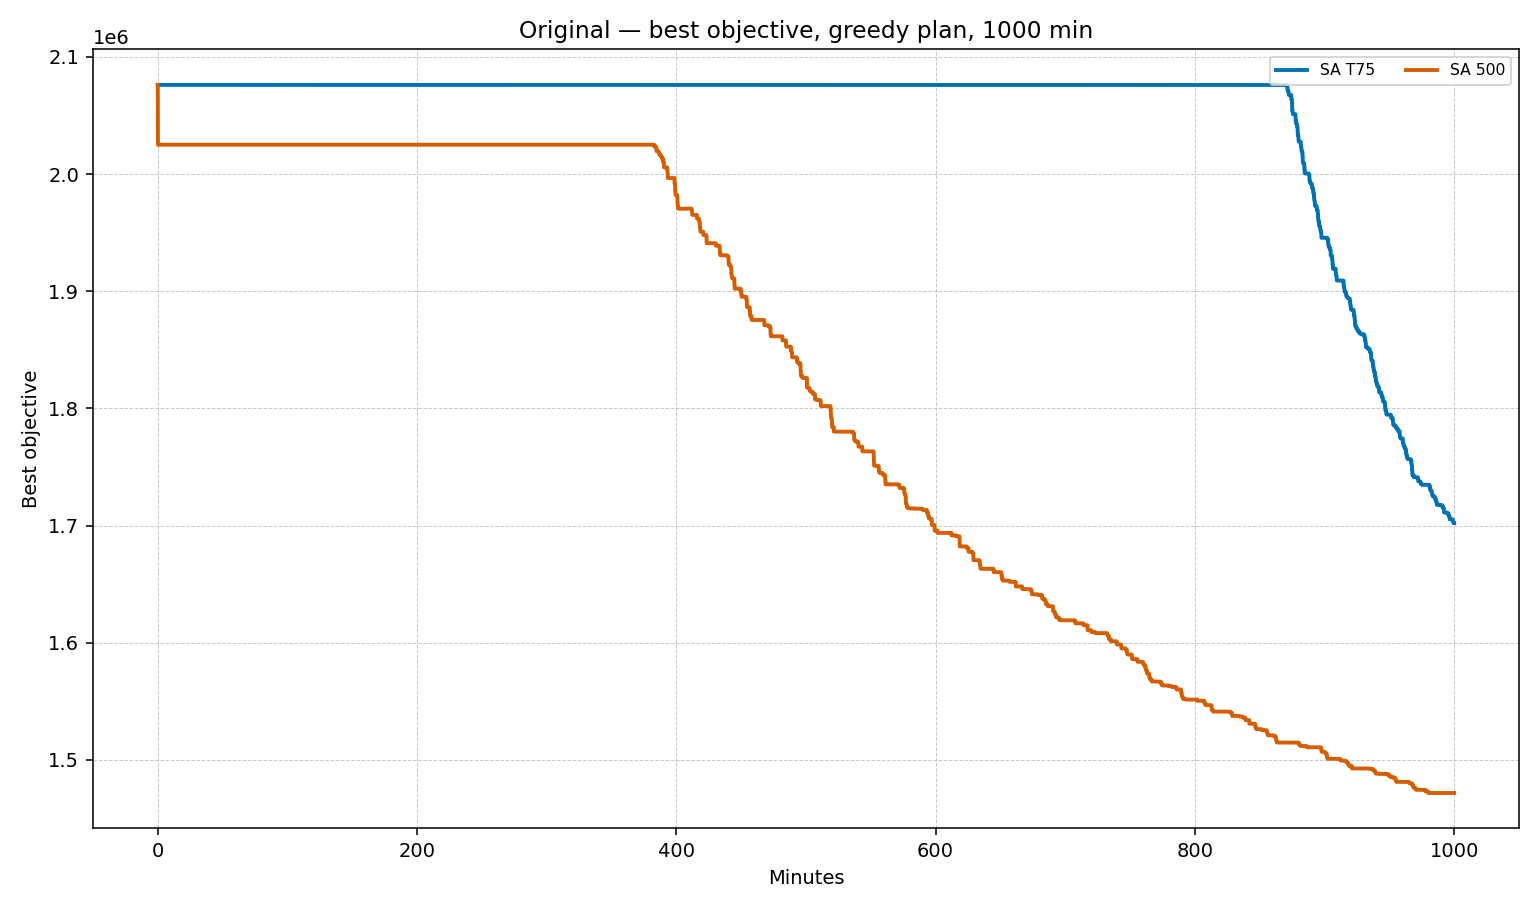 Original — best objective, greedy plan, 1000 min
1e6
SA T75 SA 500
2.1
2.0
1.9
1.8
1.7
1.6
1.5
Best objective
0 200 400 600 800 1000
Minutes